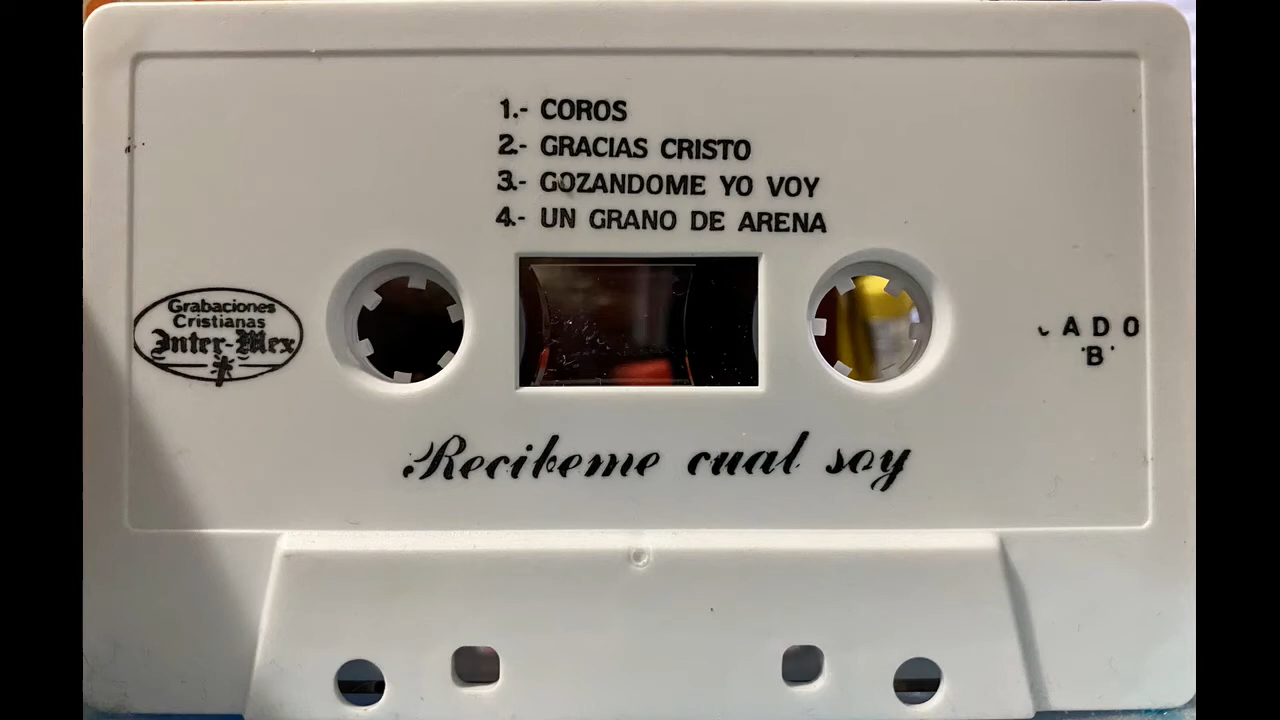 1.- COROS
2.- GRACIAS CRISTO
3.- GOZANDOME YO VOY
4.- UN GRANO DE ARENA
Grabaciones
Cristianas
Inter-Mex
LADO
"B"
Recibeme cual soy